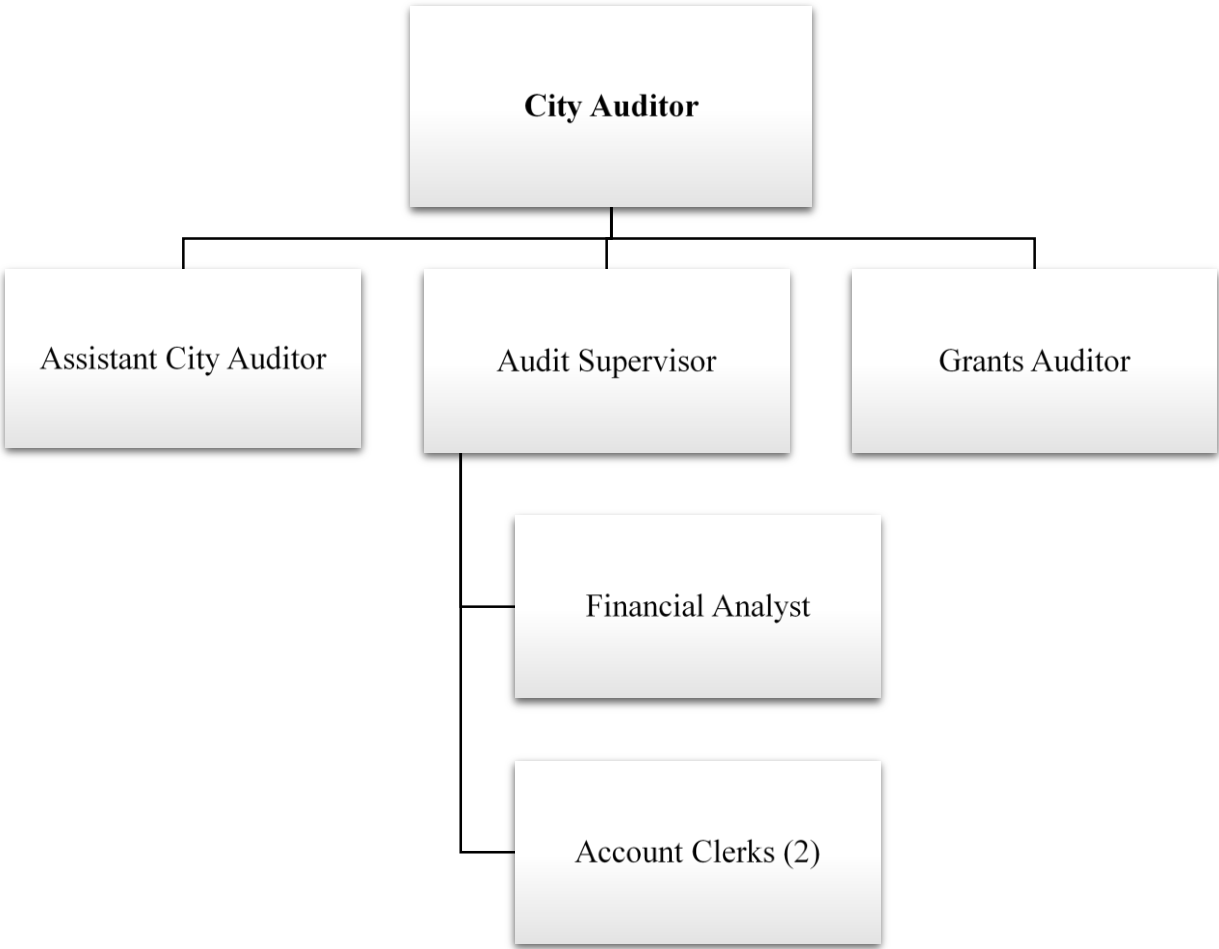 City Auditor
Assistant City Auditor
Audit Supervisor
Grants Auditor
Financial Analyst
Account Clerks (2)